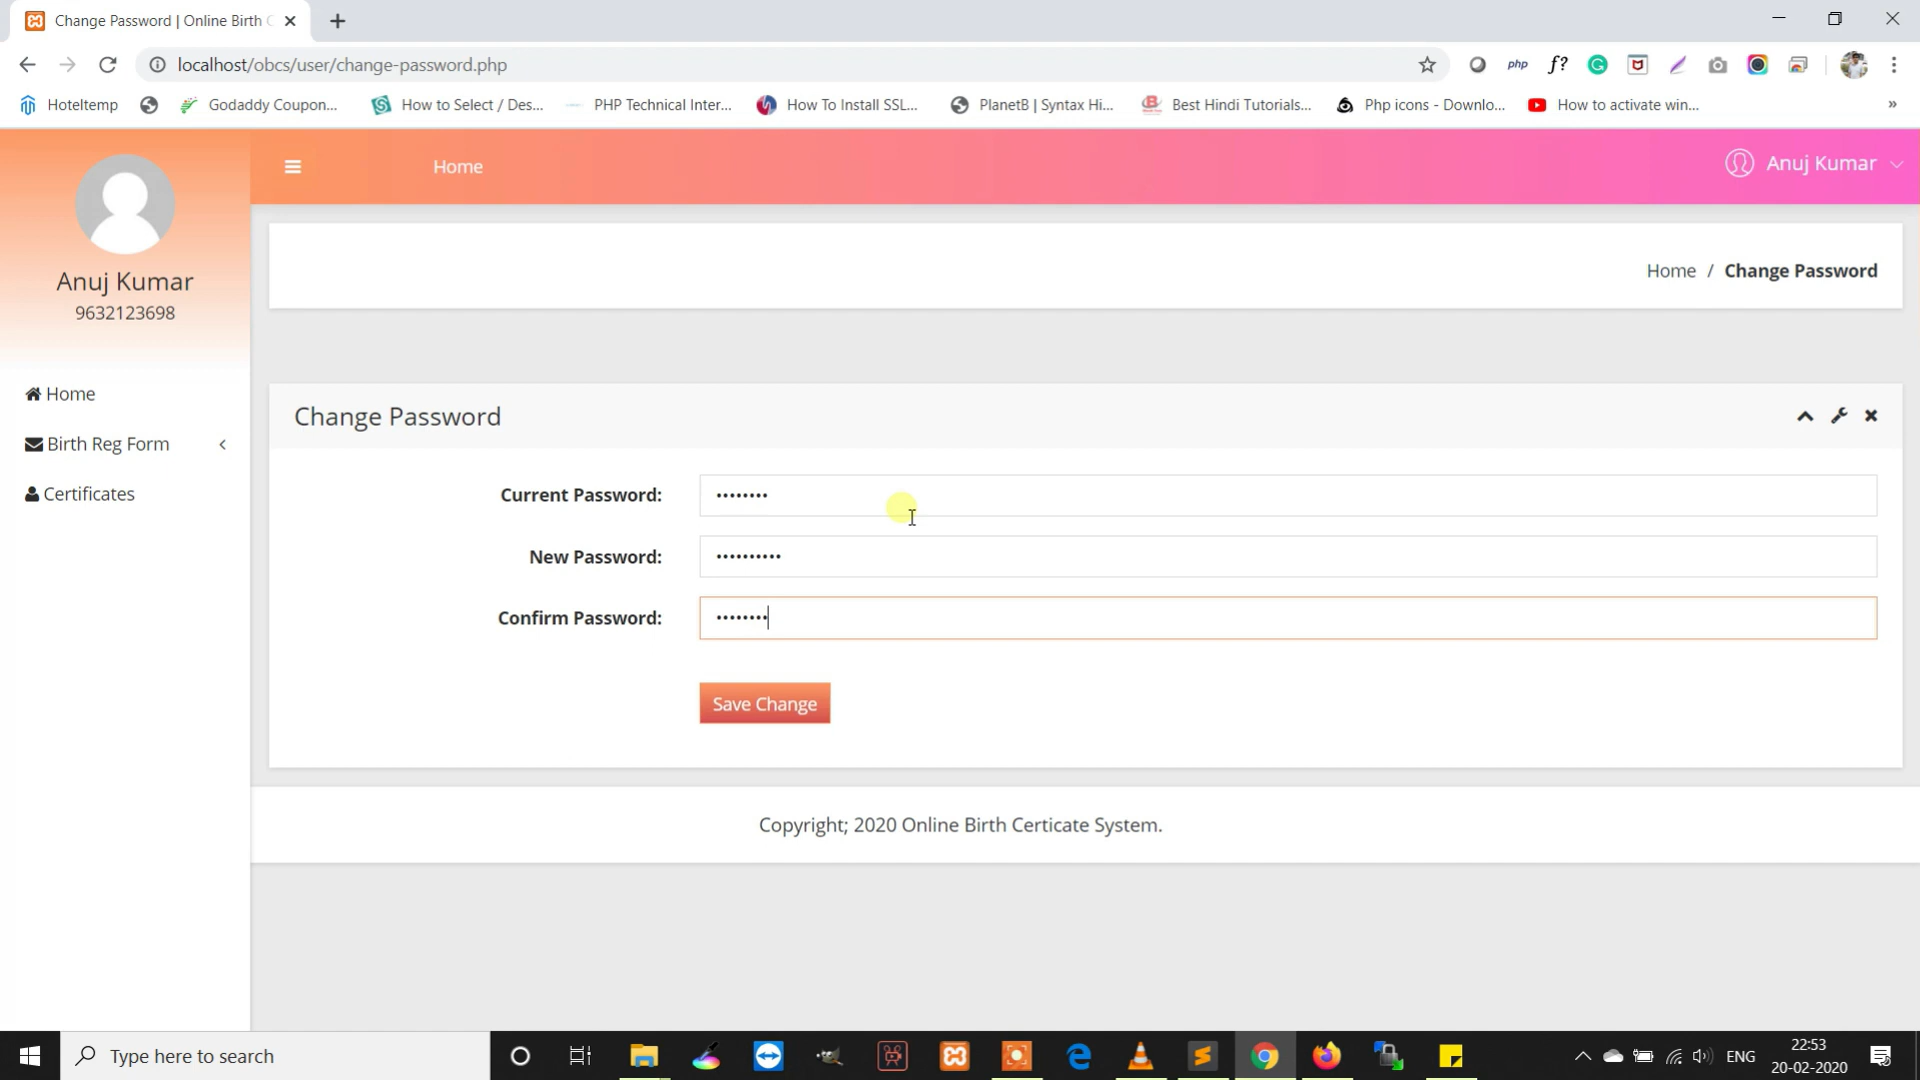 Change Password | Online Birth C
localhost/obcs/user/change-password.php
php
f?
Hoteltemp
Godaddy Coupon...
How to Select / Des...
PHP Technical Inter...
How To Install SSL...
PlanetB | Syntax Hi...
Best Hindi Tutorials...
Php icons - Downlo...
How to activate win...
»
Home
Anuj Kumar
Anuj Kumar
9632123698
Home / Change Password
Home
Birth Reg Form
Certificates
Change Password
Current Password: ••••••••
New Password: ••••••••••
Confirm Password: ••••••••
Save Change
Copyright; 2020 Online Birth Certicate System.
Type here to search
ENG
22:53
20-02-2020